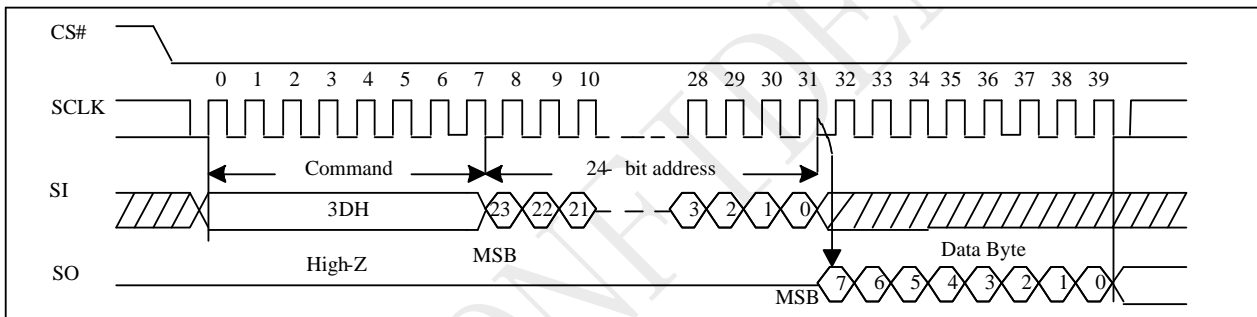 CS#
0 1 2 3 4 5 6 7 8 9 10 28 29 30 31 32 33 34 35 36 37 38 39
SCLK
Command 24- bit address
SI
3DH 23 22 21 3 2 1 0
MSB
High-Z
Data Byte
SO
MSB 7 6 5 4 3 2 1 0